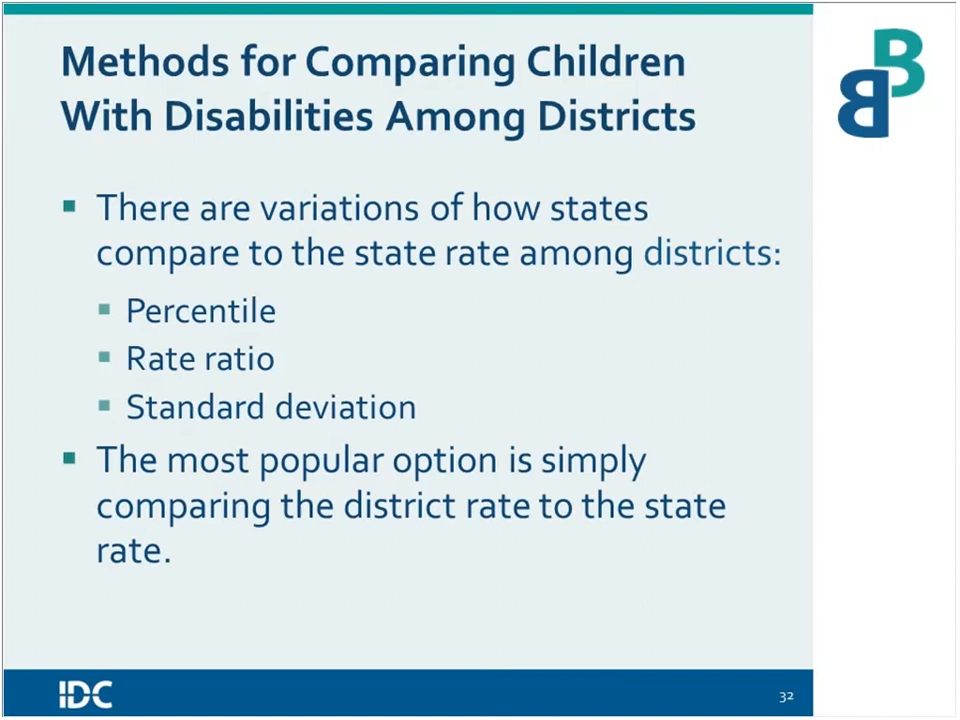 Methods for Comparing Children
With Disabilities Among Districts
B
B
▪ There are variations of how states
compare to the state rate among districts:
▪ Percentile
▪ Rate ratio
▪ Standard deviation
▪ The most popular option is simply
comparing the district rate to the state
rate.
IDC
32